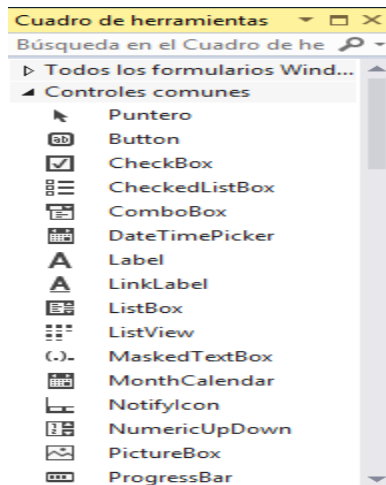 Cuadro de herramientas
Búsqueda en el Cuadro de he
Todos los formularios Wind...
Controles comunes
Puntero
Button
CheckBox
CheckedListBox
ComboBox
DateTimePicker
Label
LinkLabel
ListBox
ListView
MaskedTextBox
MonthCalendar
NotifyIcon
NumericUpDown
PictureBox
ProgressBar